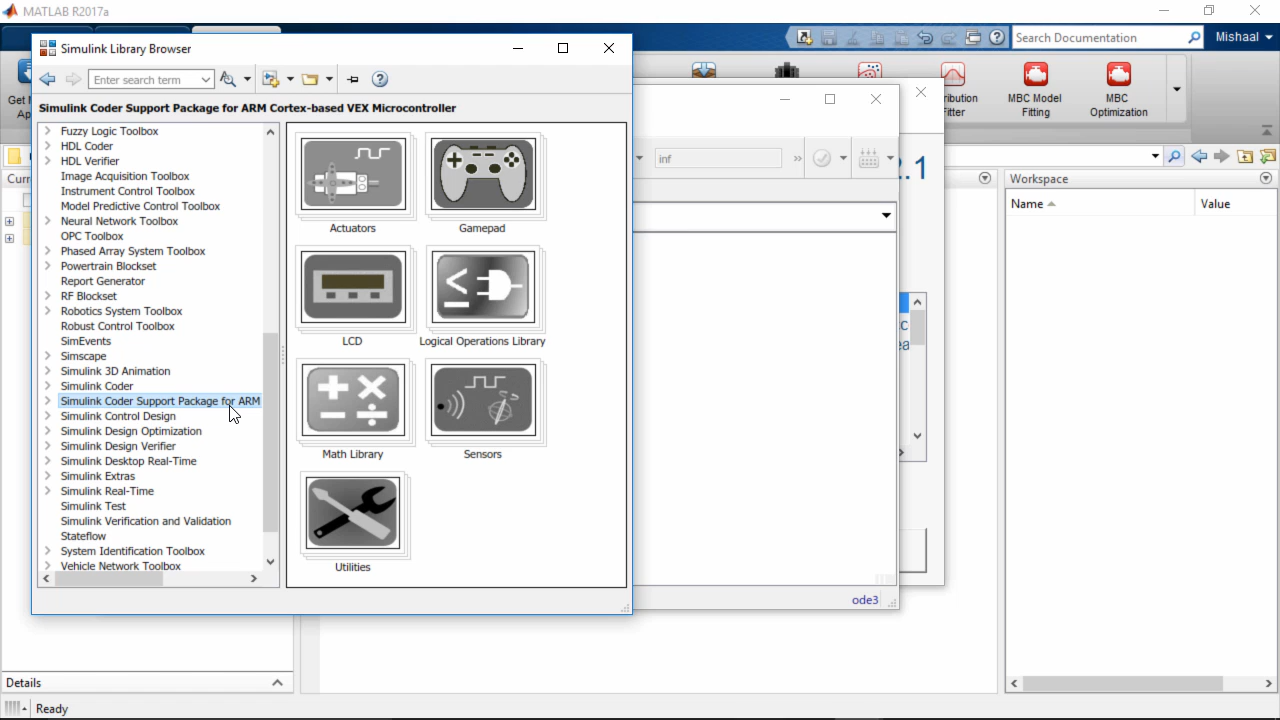 MATLAB R2017a
Search Documentation
Mishaal
Simulink Library Browser
Enter search term
Simulink Coder Support Package for ARM Cortex-based VEX Microcontroller
Fuzzy Logic Toolbox
HDL Coder
HDL Verifier
Image Acquisition Toolbox
Instrument Control Toolbox
Model Predictive Control Toolbox
Neural Network Toolbox
OPC Toolbox
Phased Array System Toolbox
Powertrain Blockset
Report Generator
RF Blockset
Robotics System Toolbox
Robust Control Toolbox
SimEvents
Simscape
Simulink 3D Animation
Simulink Coder
Simulink Coder Support Package for ARM
Simulink Control Design
Simulink Design Optimization
Simulink Design Verifier
Simulink Desktop Real-Time
Simulink Extras
Simulink Real-Time
Simulink Test
Simulink Verification and Validation
Stateflow
System Identification Toolbox
Vehicle Network Toolbox
Actuators
Gamepad
LCD
Logical Operations Library
Math Library
Sensors
Utilities
Get
MBC Model
Fitting
MBC
Optimization
inf
.1
ode3
Workspace
Name
Value
Details
Ready